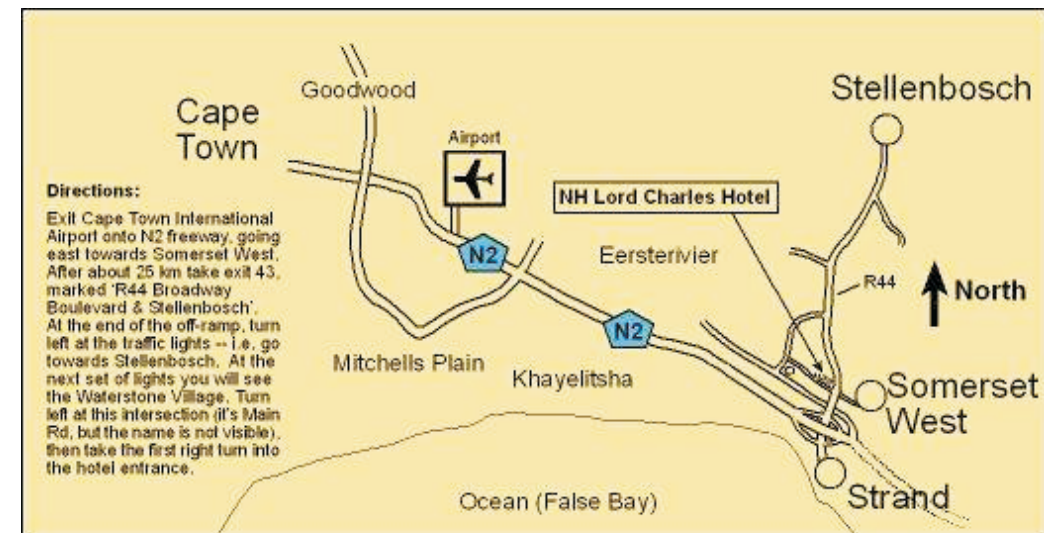 Goodwood
Cape
Town
Airport
Stellenbosch
Directions:
Exit Cape Town International
Airport onto N2 freeway, going
east towards Somerset West.
After about 25 km take exit 43,
marked 'R44 Broadway
Boulevard & Stellenbosch'.
At the end of the off-ramp, turn
left at the traffic lights -- i.e. go
towards Stellenbosch. At the
next set of lights you will see
the Waterstone Village. Turn
left at this intersection (it's Main
Rd, but the name is not visible),
then take the first right turn into
the hotel entrance.
NH Lord Charles Hotel
N2
Eersterivier
R44
North
N2
Mitchells Plain
Khayelitsha
Somerset
West
Strand
Ocean (False Bay)